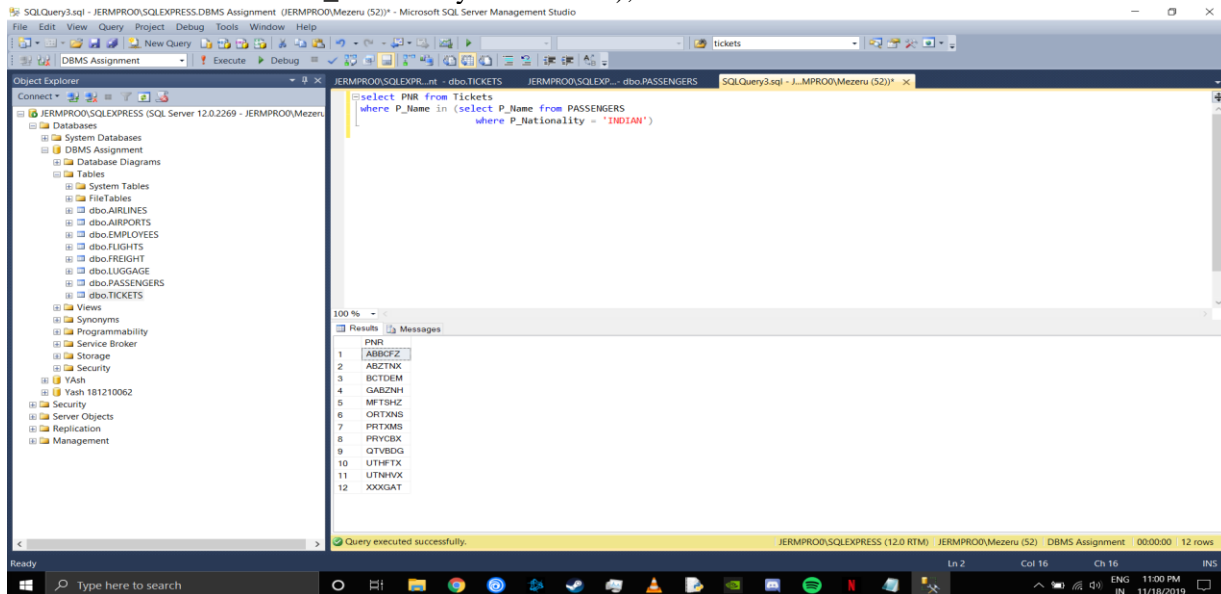 SQLQuery3.sql - JERMPRO0\SQLEXPRESS.DBMS Assignment (JERMPRO0\Mezeru (52))* - Microsoft SQL Server Management Studio
File Edit View Query Project Debug Tools Window Help
New Query tickets
DBMS Assignment Execute Debug
Object Explorer
Connect
JERMPRO0\SQLEXPRESS (SQL Server 12.0.2269 - JERMPRO0\Mezeru
Databases
System Databases
DBMS Assignment
Database Diagrams
Tables
System Tables
FileTables
dbo.AIRLINES
dbo.AIRPORTS
dbo.EMPLOYEES
dbo.FLIGHTS
dbo.FREIGHT
dbo.LUGGAGE
dbo.PASSENGERS
dbo.TICKETS
Views
Synonyms
Programmability
Service Broker
Storage
Security
YAsh
Yash 181210062
Security
Server Objects
Replication
Management
JERMPRO0\SQLEXPR...nt - dbo.TICKETS JERMPRO0\SQLEXP...- dbo.PASSENGERS SQLQuery3.sql - J...MPRO0\Mezeru (52))*
select PNR from Tickets
where P_Name in (select P_Name from PASSENGERS
where P_Nationality = 'INDIAN')
100 %
Results Messages
PNR
1 ABBCFZ
2 ABZTNX
3 BCTDEM
4 GABZNH
5 MFTSHZ
6 ORTXNS
7 PRTXMS
8 PRYCBX
9 QTVBDG
10 UTHFTX
11 UTNHVX
12 XXXGAT
Query executed successfully. JERMPRO0\SQLEXPRESS (12.0 RTM) JERMPRO0\Mezeru (52) DBMS Assignment 00:00:00 12 rows
Ready Ln 2 Col 16 Ch 16 INS
Type here to search ENG 11:00 PM
IN 11/18/2019